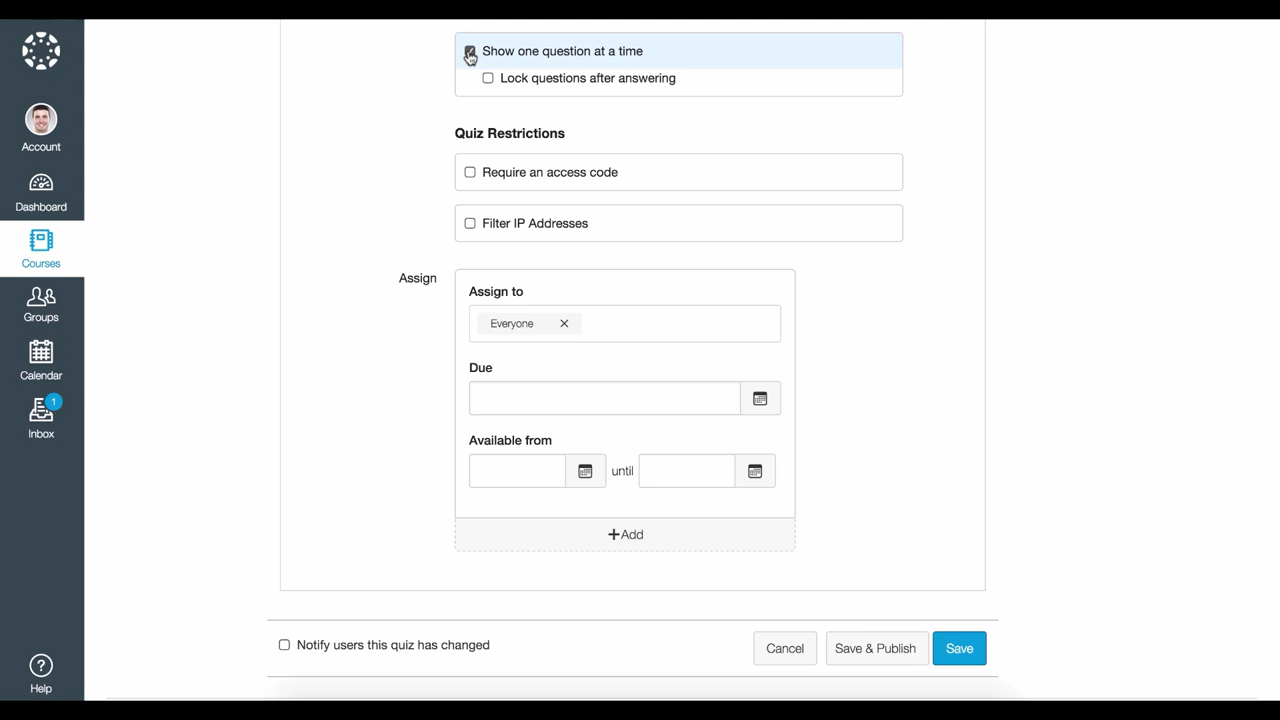 Show one question at a time
Lock questions after answering
Quiz Restrictions
Require an access code
Filter IP Addresses
Assign
Assign to
Everyone
Due
Available from
until
+Add
Notify users this quiz has changed
Cancel
Save & Publish
Save
Account
Dashboard
Courses
Groups
Calendar
1
Inbox
Help